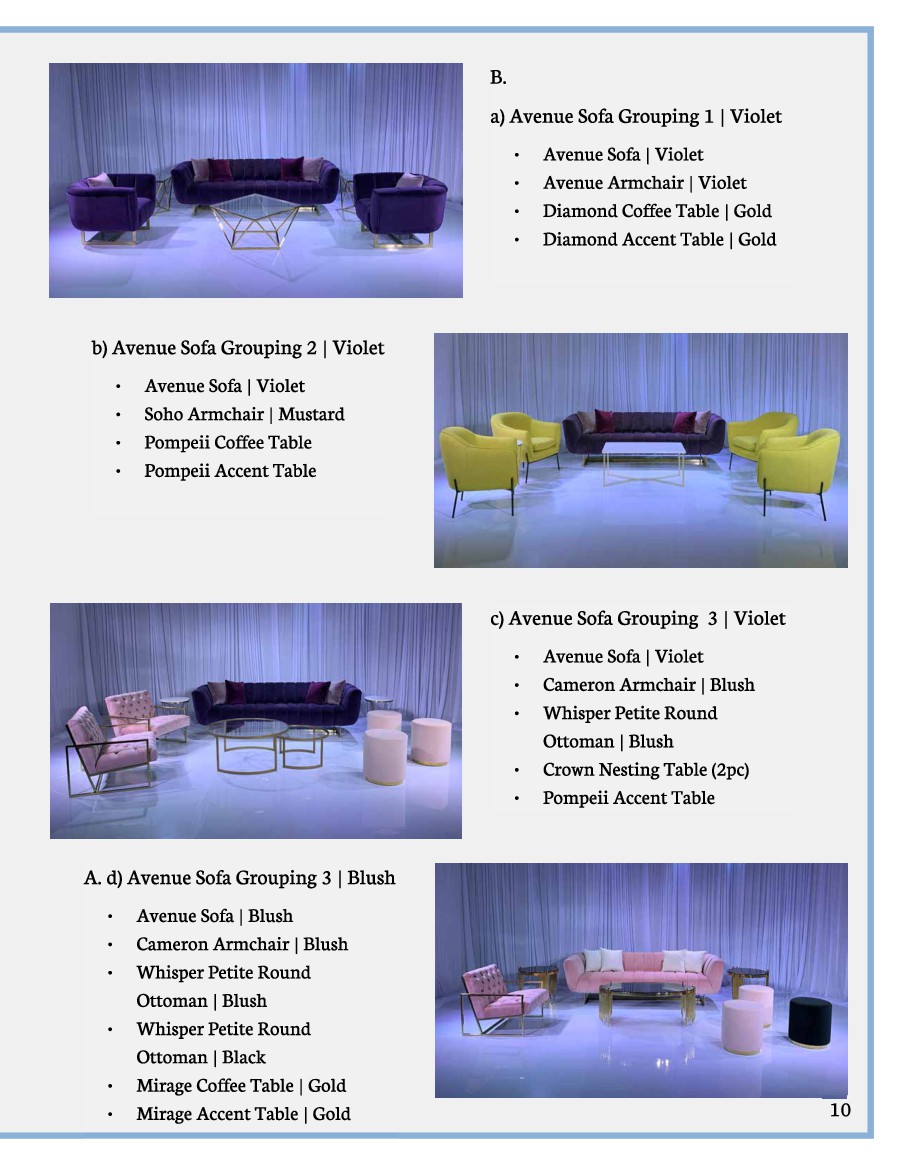 B.
a) Avenue Sofa Grouping 1 | Violet
• Avenue Sofa | Violet
• Avenue Armchair | Violet
• Diamond Coffee Table | Gold
• Diamond Accent Table | Gold
b) Avenue Sofa Grouping 2 | Violet
• Avenue Sofa | Violet
• Soho Armchair | Mustard
• Pompeii Coffee Table
• Pompeii Accent Table
c) Avenue Sofa Grouping 3 | Violet
• Avenue Sofa | Violet
• Cameron Armchair | Blush
• Whisper Petite Round
Ottoman | Blush
• Crown Nesting Table (2pc)
• Pompeii Accent Table
A. d) Avenue Sofa Grouping 3 | Blush
• Avenue Sofa | Blush
• Cameron Armchair | Blush
• Whisper Petite Round
Ottoman | Blush
• Whisper Petite Round
Ottoman | Black
• Mirage Coffee Table | Gold
• Mirage Accent Table | Gold
10